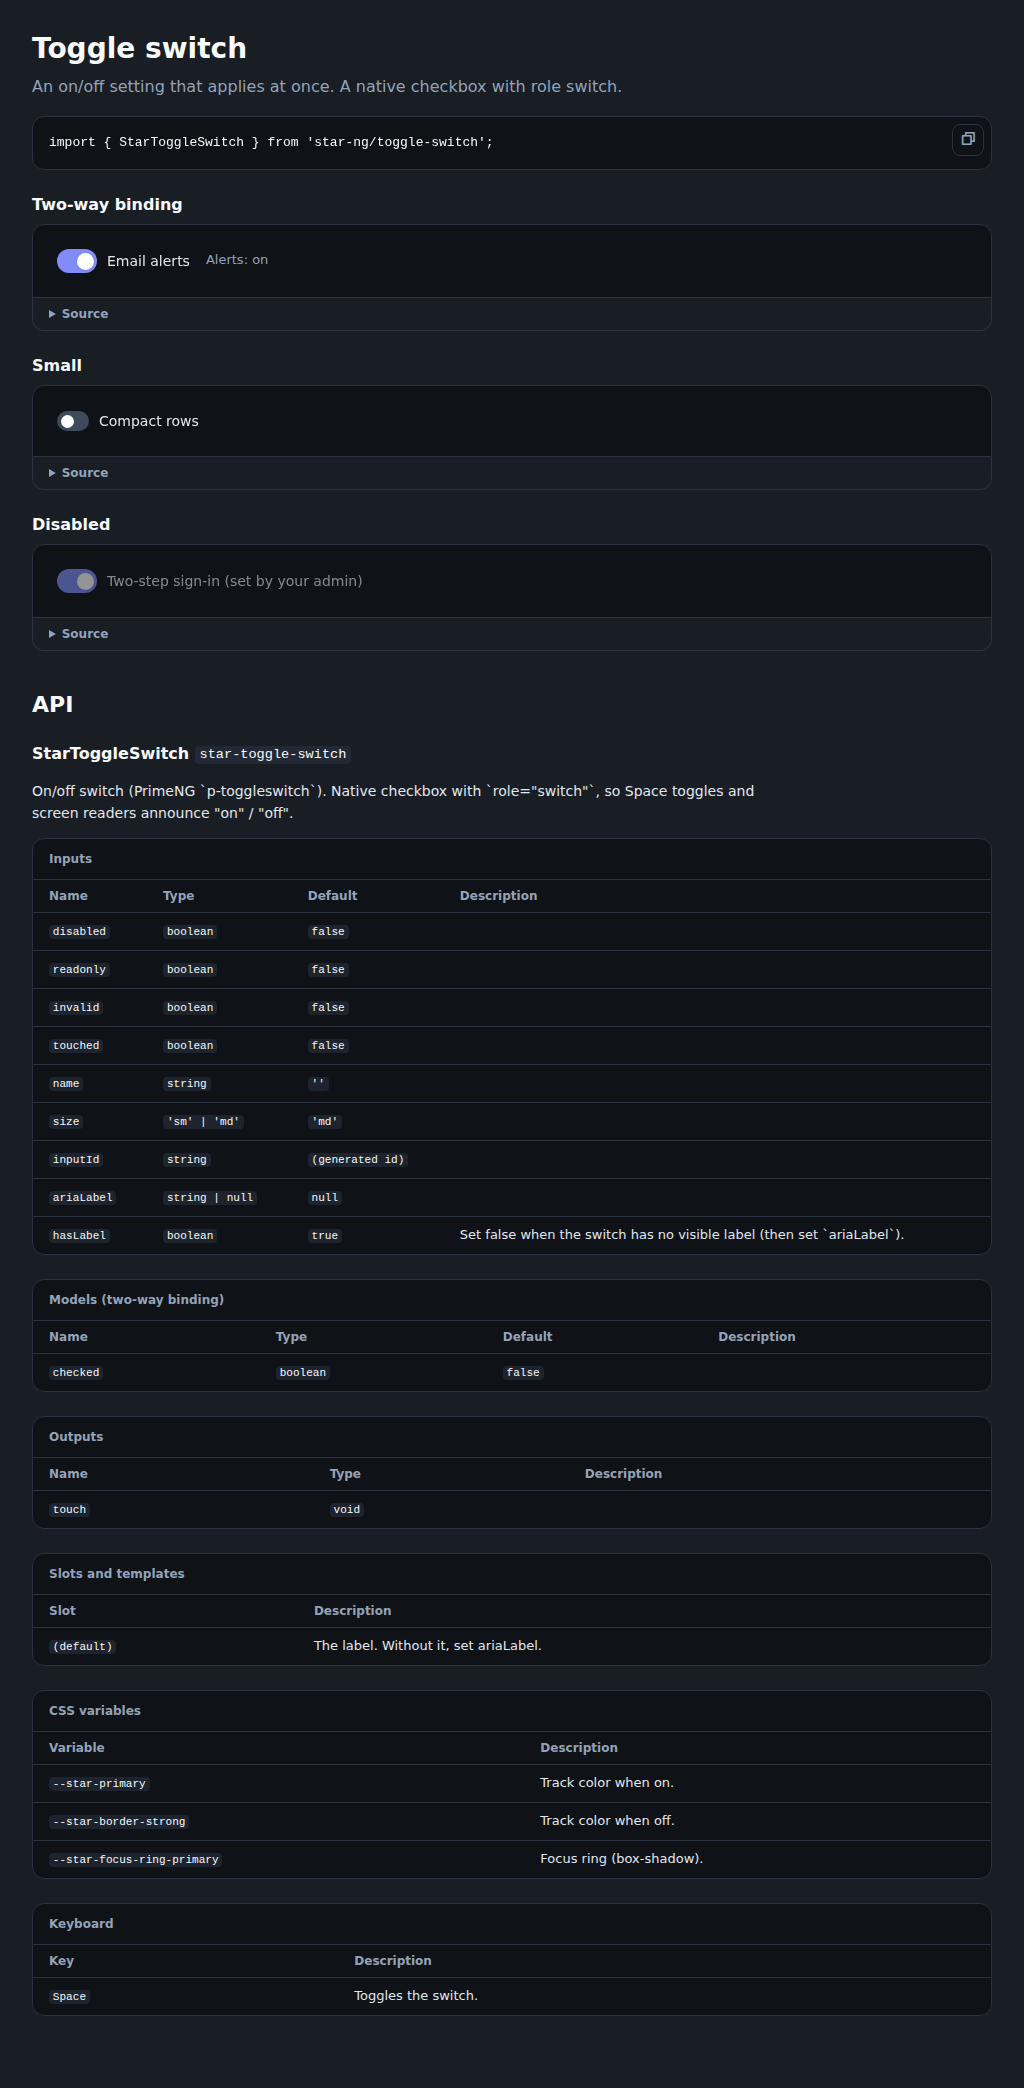 Toggle switch
An on/off setting that applies at once. A native checkbox with role switch.
import { StarToggleSwitch } from 'star-ng/toggle-switch';
Two-way binding
Email alerts Alerts: on
Source
Small
Compact rows
Source
Disabled
Two-step sign-in (set by your admin)
Source
API
StarToggleSwitch star-toggle-switch
On/off switch (PrimeNG `p-toggleswitch`). Native checkbox with `role="switch"`, so Space toggles and
screen readers announce "on" / "off".
Inputs
Name Type Default Description
disabled boolean false
readonly boolean false
invalid boolean false
touched boolean false
name string ''
size 'sm' | 'md' 'md'
inputId string (generated id)
ariaLabel string | null null
hasLabel boolean true Set false when the switch has no visible label (then set `ariaLabel`).
Models (two-way binding)
Name Type Default Description
checked boolean false
Outputs
Name Type Description
touch void
Slots and templates
Slot Description
(default) The label. Without it, set ariaLabel.
CSS variables
Variable Description
--star-primary Track color when on.
--star-border-strong Track color when off.
--star-focus-ring-primary Focus ring (box-shadow).
Keyboard
Key Description
Space Toggles the switch.